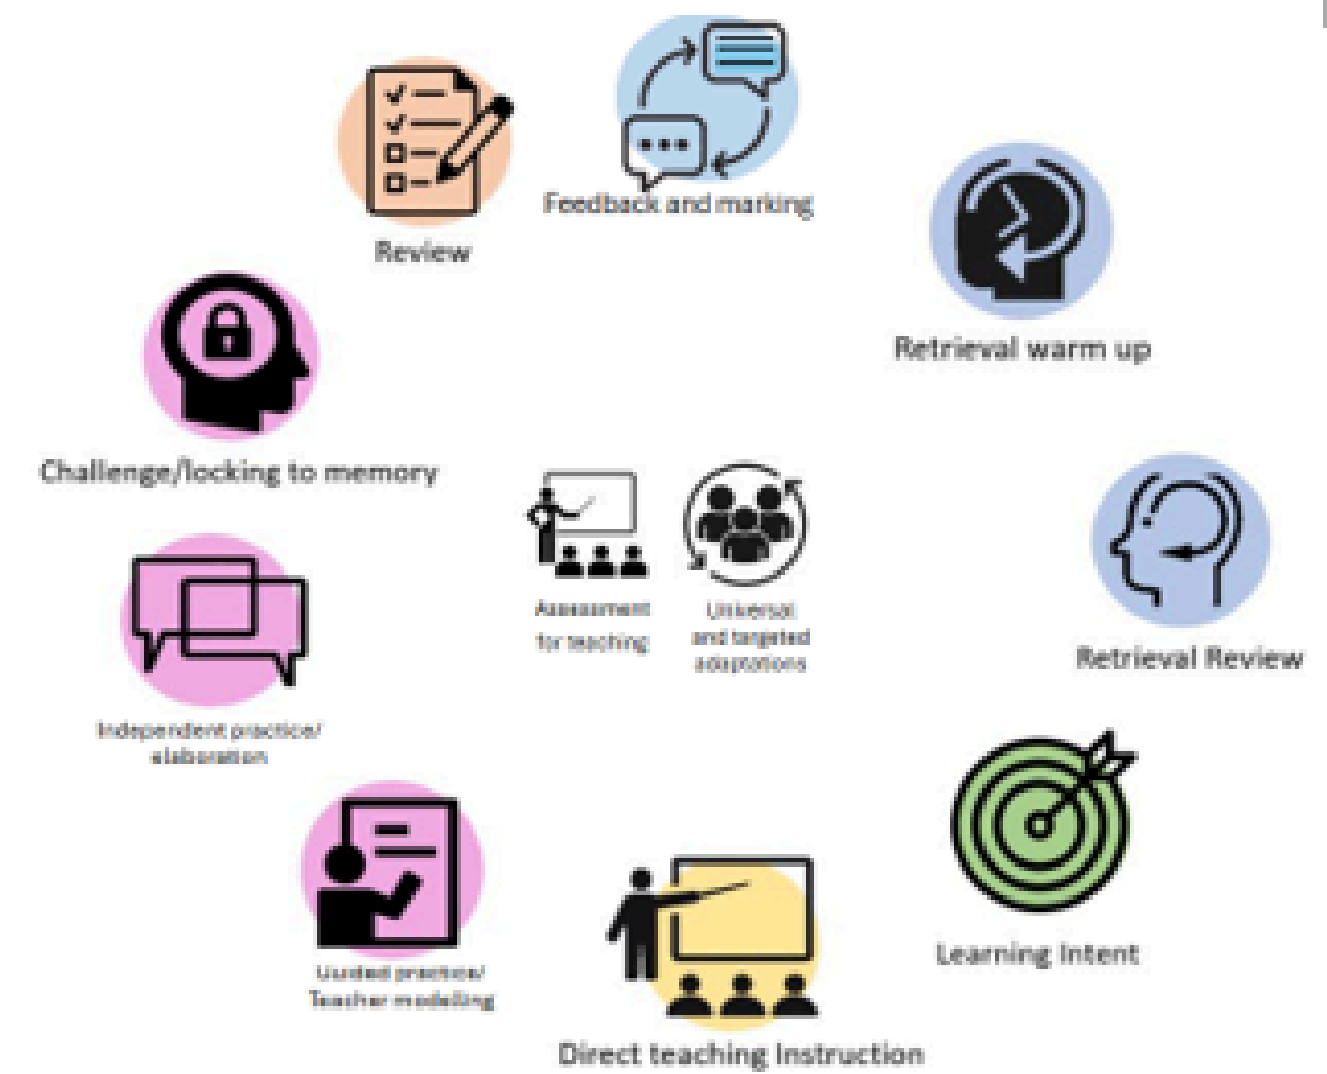 Feedback and marking
Review
Retrieval warm up
Challenge/locking to memory
Assessment
for teaching
Universal
and targeted
adaptations
Retrieval Review
Independent practice/
elaboration
Learning Intent
Guided practice/
Teacher modelling
Direct teaching Instruction